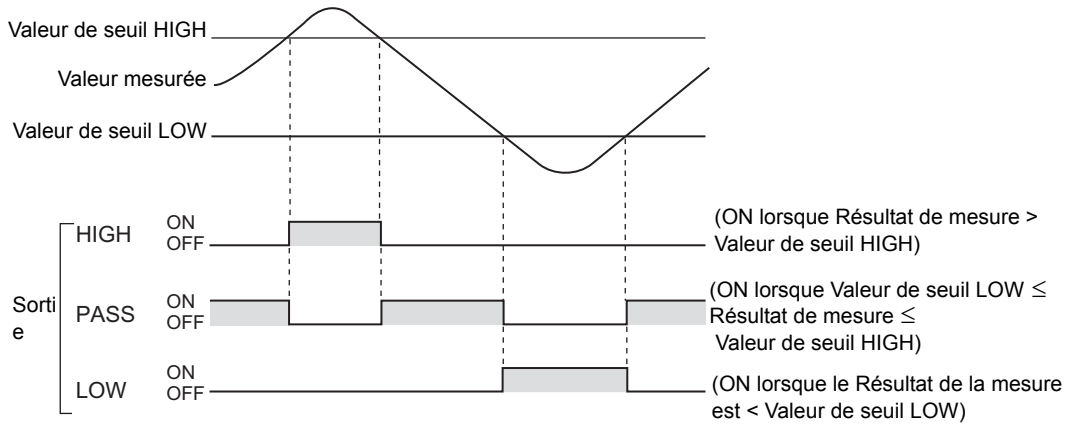 Valeur de seuil HIGH
Valeur mesurée
Valeur de seuil LOW
Sorti
e
HIGH
ON
OFF
(ON lorsque Résultat de mesure >
Valeur de seuil HIGH)
PASS
ON
OFF
(ON lorsque Valeur de seuil LOW ≤
Résultat de mesure ≤
Valeur de seuil HIGH)
LOW
ON
OFF
(ON lorsque le Résultat de la mesure
est < Valeur de seuil LOW)